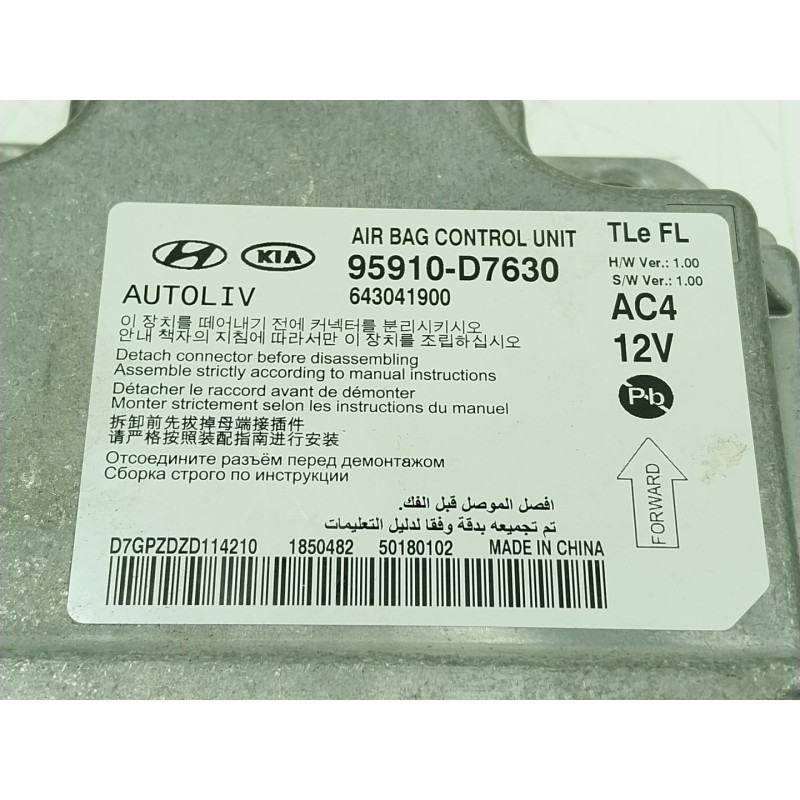 AIR BAG CONTROL UNIT
TLe FL
KIA
95910-D7630
H/W Ver.: 1.00
S/W Ver.: 1.00
AUTOLIV
643041900
AC4
이 장치를 떼어내기 전에 커넥터를 분리시키시오
안내 책자의 지침에 따라서만 이 장치를 조립하십시오
12V
Detach connector before disassembling
Assemble strictly according to manual instructions
Détacher le raccord avant de démonter
Monter strictement selon les instructions du manuel
Pb
拆卸前先拔掉母端接插件
请严格按照装配指南进行安装
Отсоедините разъём перед демонтажом
Сборка строго по инструкции
FORWARD
افصل الموصل قبل الفك.
تم تجميعه بدقة وفقا لدليل التعليمات
D7GPZDZD114210 1850482 50180102 MADE IN CHINA